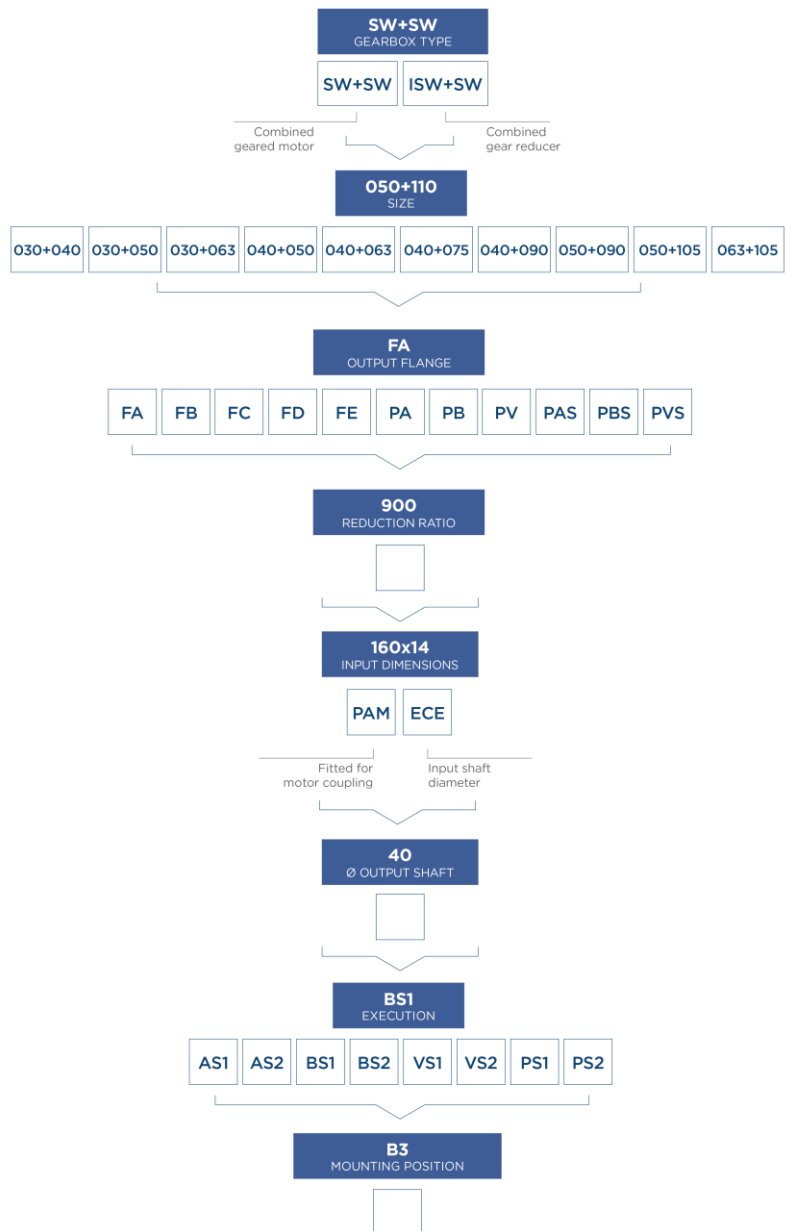 SW+SW
GEARBOX TYPE
SW+SW ISW+SW
Combined
geared motor
Combined
gear reducer
050+110
SIZE
030+040 030+050 030+063 040+050 040+063 040+075 040+090 050+090 050+105 063+105
FA
OUTPUT FLANGE
FA FB FC FD FE PA PB PV PAS PBS PVS
900
REDUCTION RATIO
160x14
INPUT DIMENSIONS
PAM ECE
Fitted for
motor coupling
Input shaft
diameter
40
Ø OUTPUT SHAFT
BS1
EXECUTION
AS1 AS2 BS1 BS2 VS1 VS2 PS1 PS2
B3
MOUNTING POSITION